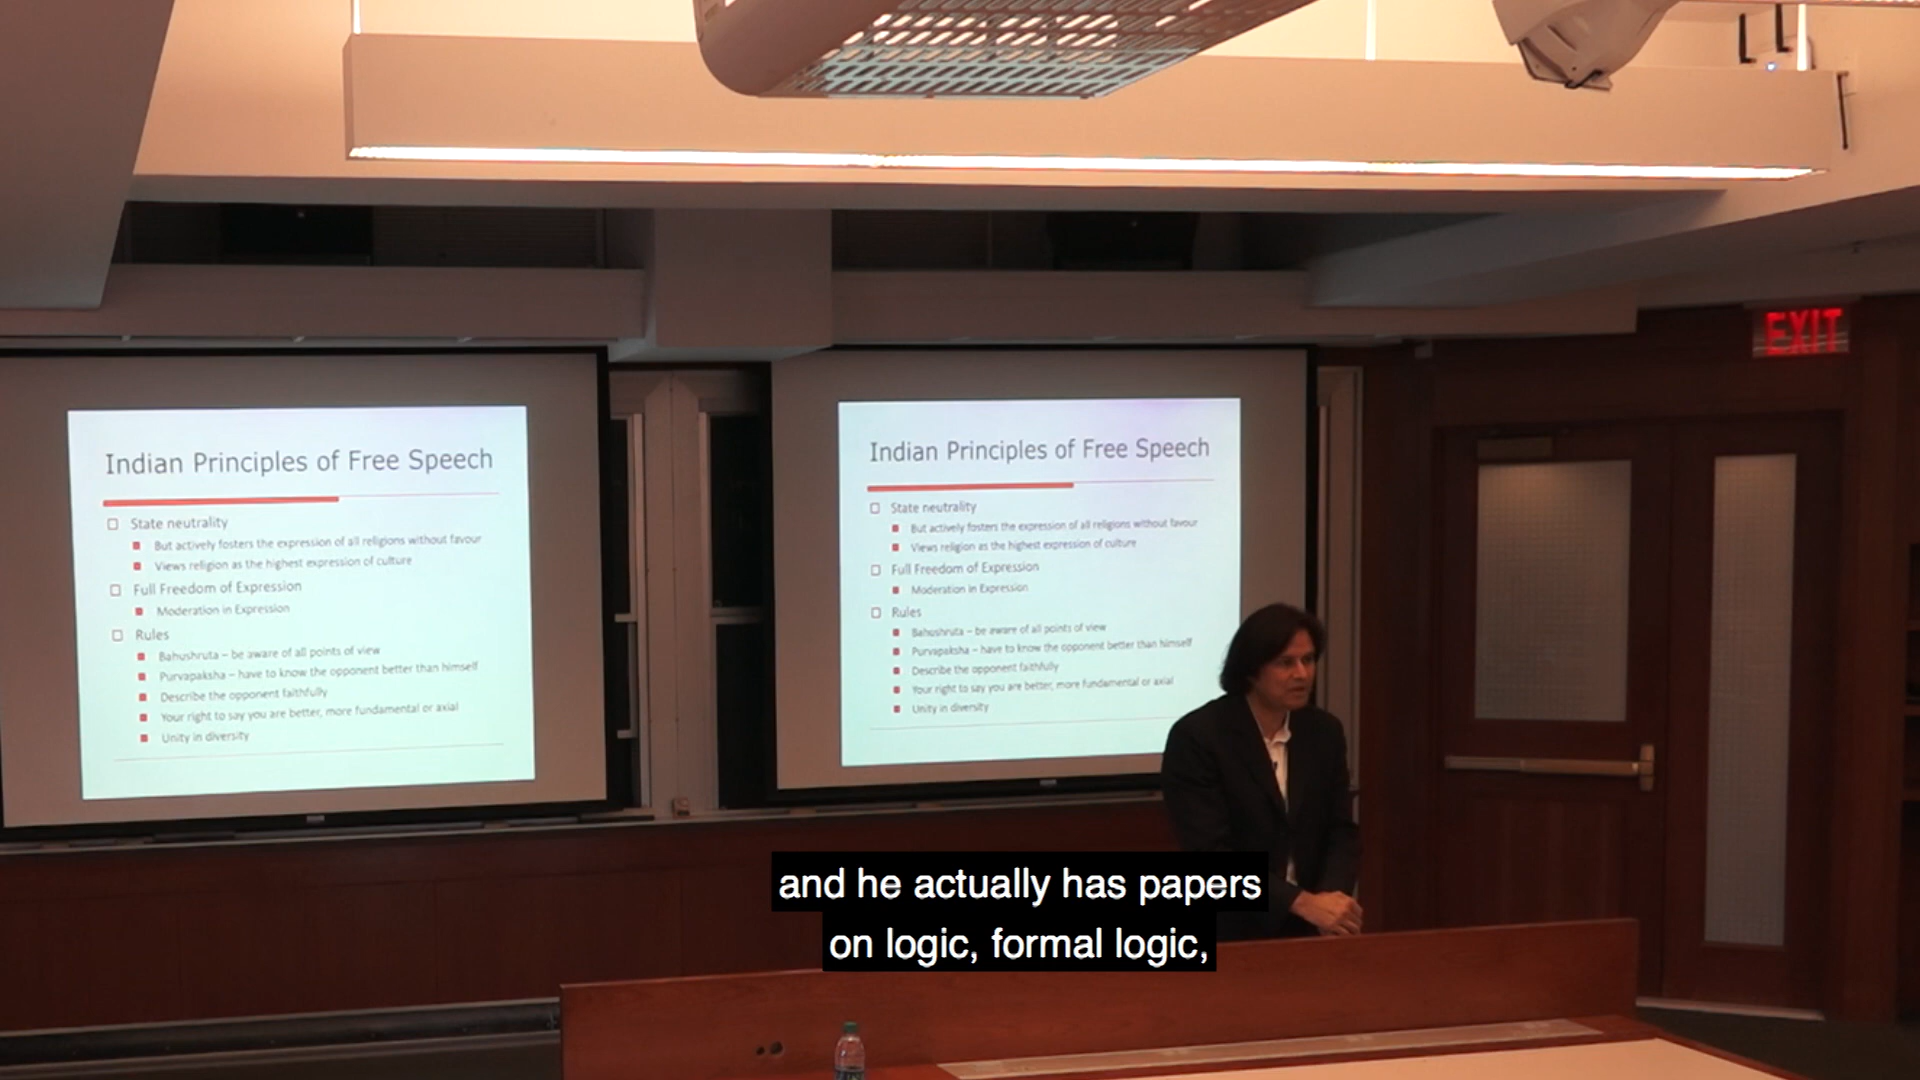 Indian Principles of Free Speech
State neutrality
But actively fosters the expression of all religions without favour
Views religion as the highest expression of culture
Full Freedom of Expression
Moderation in Expression
Rules
Bahushruta – be aware of all points of view
Purvapaksha – have to know the opponent better than himself
Describe the opponent faithfully
Your right to say you are better, more fundamental or axial
Unity in diversity
Indian Principles of Free Speech
State neutrality
But actively fosters the expression of all religions without favour
Views religion as the highest expression of culture
Full Freedom of Expression
Moderation in Expression
Rules
Bahushruta – be aware of all points of view
Purvapaksha – have to know the opponent better than himself
Describe the opponent faithfully
Your right to say you are better, more fundamental or axial
Unity in diversity
EXIT
and he actually has papers
on logic, formal logic,